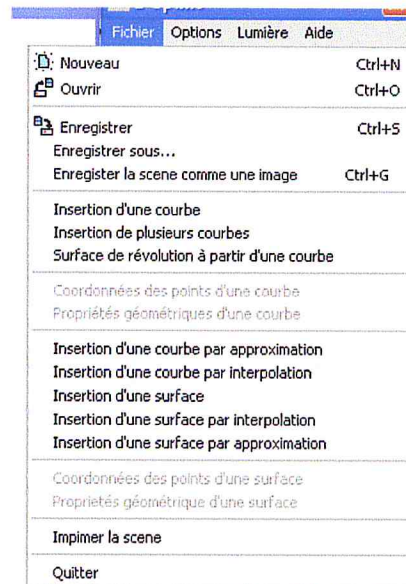 Fichier Options Lumière Aide
Nouveau Ctrl+N
Ouvrir Ctrl+O
Enregistrer Ctrl+S
Enregistrer sous...
Enregister la scene comme une image Ctrl+G
Insertion d'une courbe
Insertion de plusieurs courbes
Surface de révolution à partir d'une courbe
Coordonnées des points d'une courbe
Propriétés géométriques d'une courbe
Insertion d'une courbe par approximation
Insertion d'une courbe par interpolation
Insertion d'une surface
Insertion d'une surface par interpolation
Insertion d'une surface par approximation
Coordonnées des points d'une surface
Proprietés géométrique d'une surface
Impimer la scene
Quitter